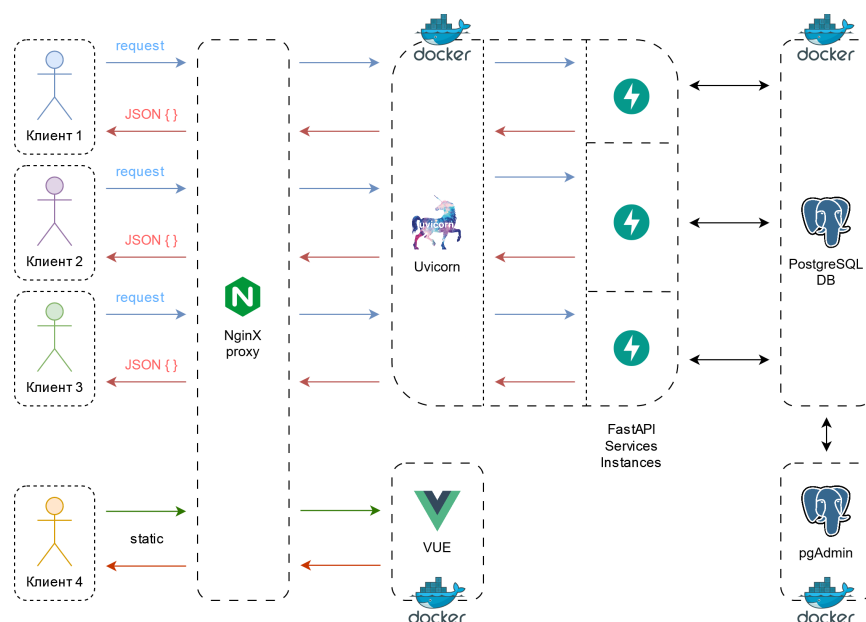 docker
docker
request
JSON { }
Клиент 1
request
JSON { }
Клиент 2
uvicorn
Uvicorn
PostgreSQL
DB
request
JSON { }
Клиент 3
NginX
proxy
FastAPI
Services
Instances
static
Клиент 4
VUE
docker
pgAdmin
docker